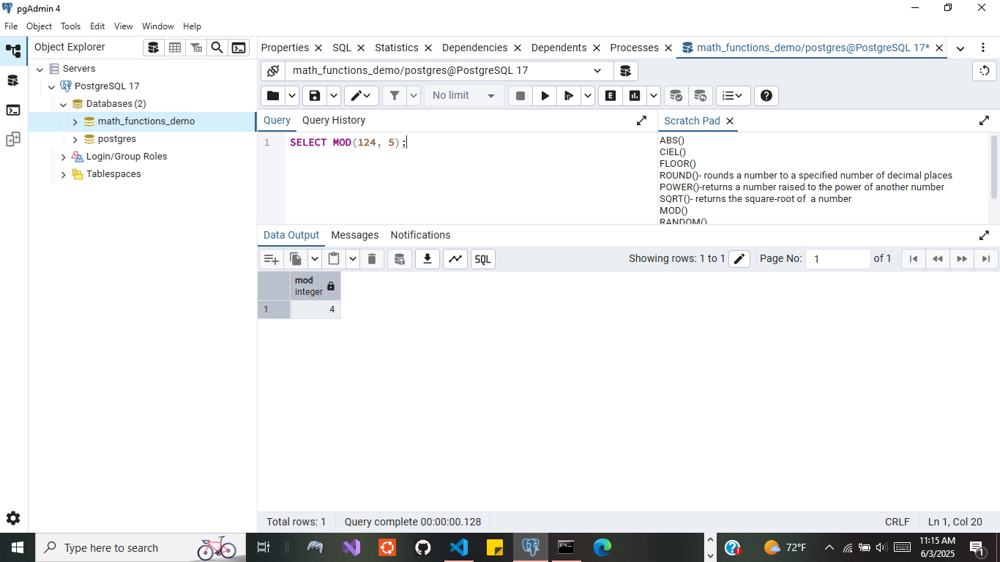 pgAdmin 4
File Object Tools Edit View Window Help
Object Explorer
Servers
PostgreSQL 17
Databases (2)
math_functions_demo
postgres
Login/Group Roles
Tablespaces
Properties SQL Statistics Dependencies Dependents Processes math_functions_demo/postgres@PostgreSQL 17*
math_functions_demo/postgres@PostgreSQL 17
No limit
E
Query Query History
1 SELECT MOD(124, 5);
Scratch Pad
ABS()
CIEL()
FLOOR()
ROUND()- rounds a number to a specified number of decimal places
POWER()-returns a number raised to the power of another number
SQRT()- returns the square-root of  a number
MOD()
RANDOM()
Data Output Messages Notifications
SQL
Showing rows: 1 to 1
Page No: 1 of 1
mod
integer
1 4
Total rows: 1 Query complete 00:00:00.128 CRLF Ln 1, Col 20
Type here to search
72°F
11:15 AM
6/3/2025
1